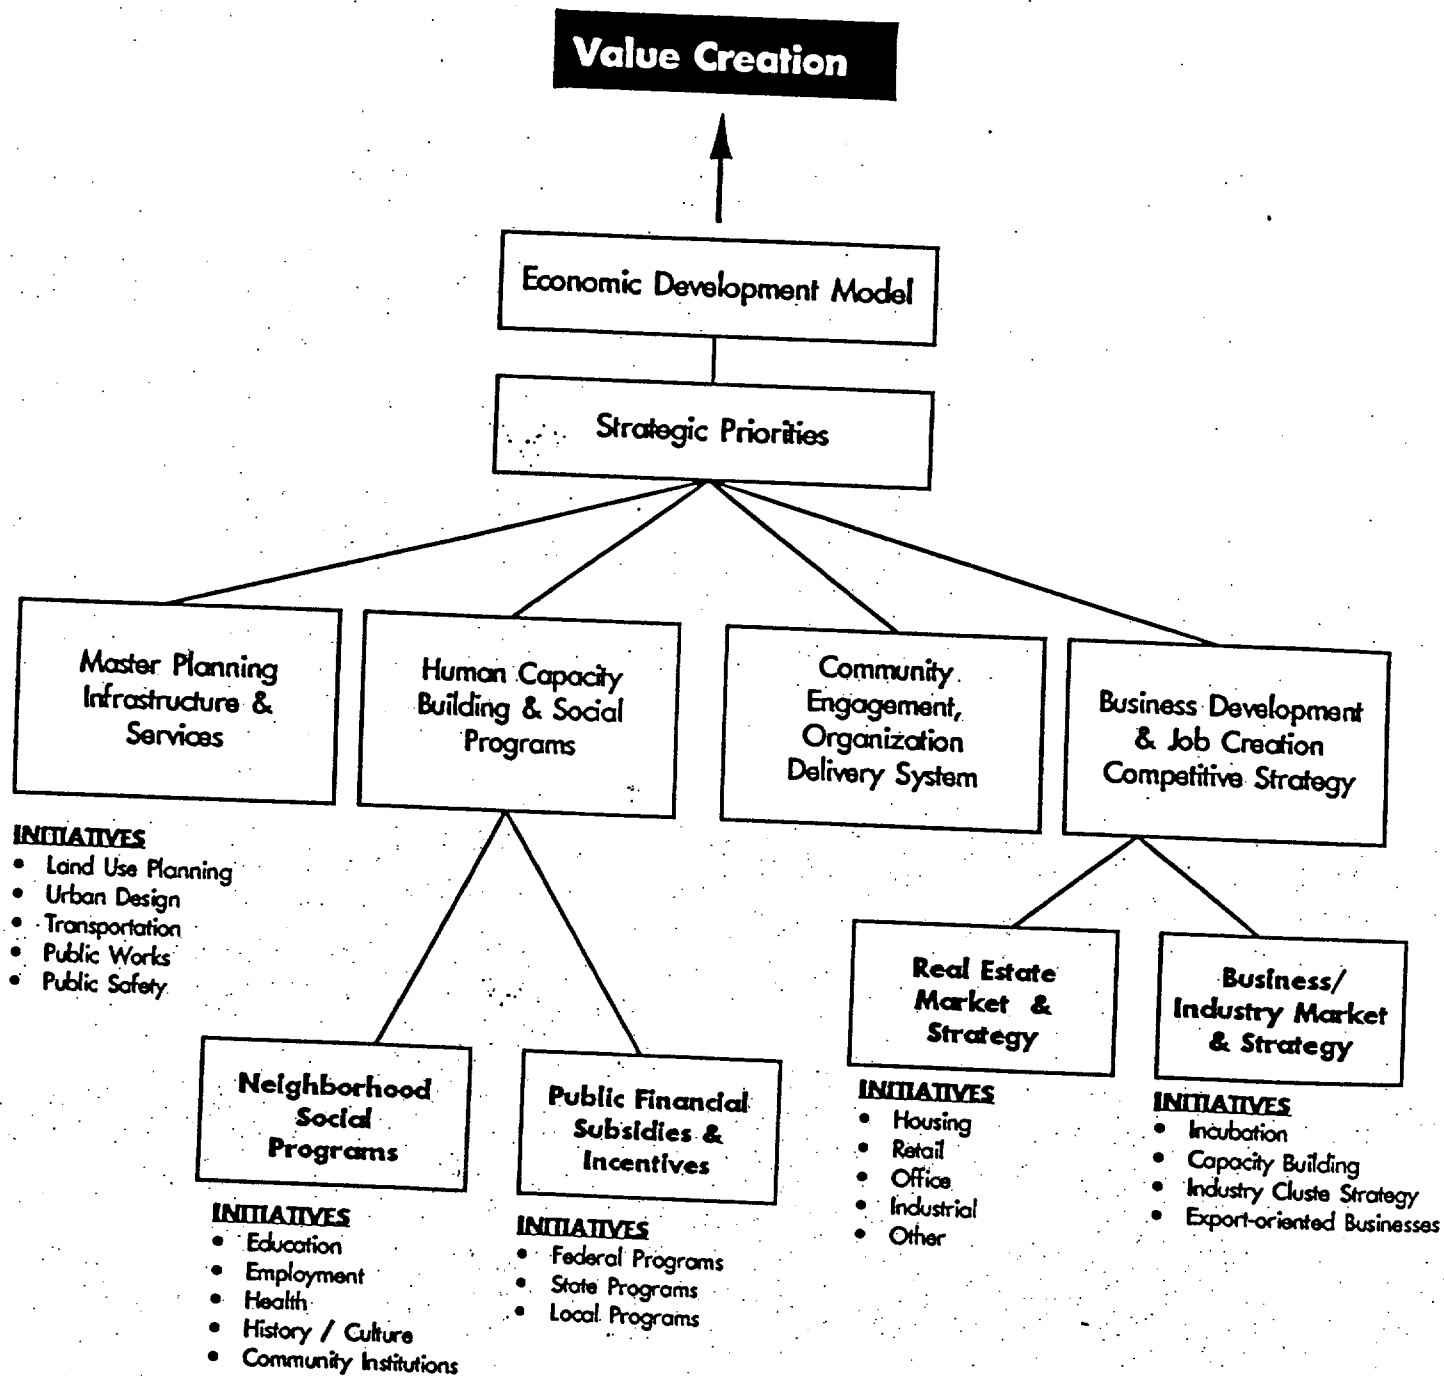 Value Creation
Economic Development Model
Strategic Priorities
Master Planning
Infrastructure &
Services
Human Capacity
Building & Social
Programs
Community
Engagement,
Organization
Delivery System
Business Development
& Job Creation
Competitive Strategy
INITIATIVES
• Land Use Planning
• Urban Design
• Transportation
• Public Works
• Public Safety
Neighborhood
Social
Programs
INITIATIVES
• Education
• Employment
• Health
• History / Culture
• Community Institutions
Public Financial
Subsidies &
Incentives
INITIATIVES
• Federal Programs
• State Programs
• Local Programs
Real Estate
Market &
Strategy
INITIATIVES
• Housing
• Retail
• Office
• Industrial
• Other
Business/
Industry Market
& Strategy
INITIATIVES
• Incubation
• Capacity Building
• Industry Cluste Strategy
• Export-oriented Businesses